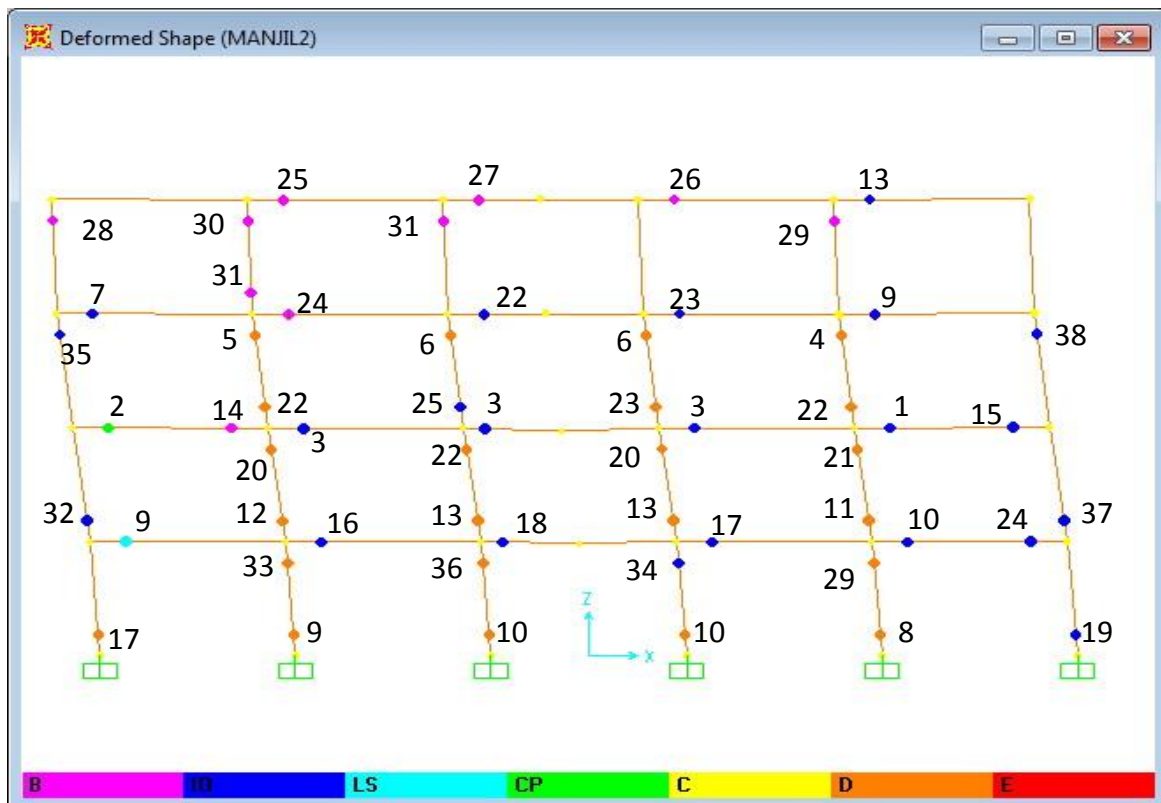 Deformed Shape (MANJIL2)
25 27 26 13
28 30 31 29
31
7 24 22 23 9
35 5 6 6 4 38
2 14 22 25 3 23 3 22 1 15
3
20 22 20 21
32 9 12 16 13 18 13 17 11 10 24 37
33 36 34 29
Z
X
17 9 10 10 8 19
B IO LS CP C D E